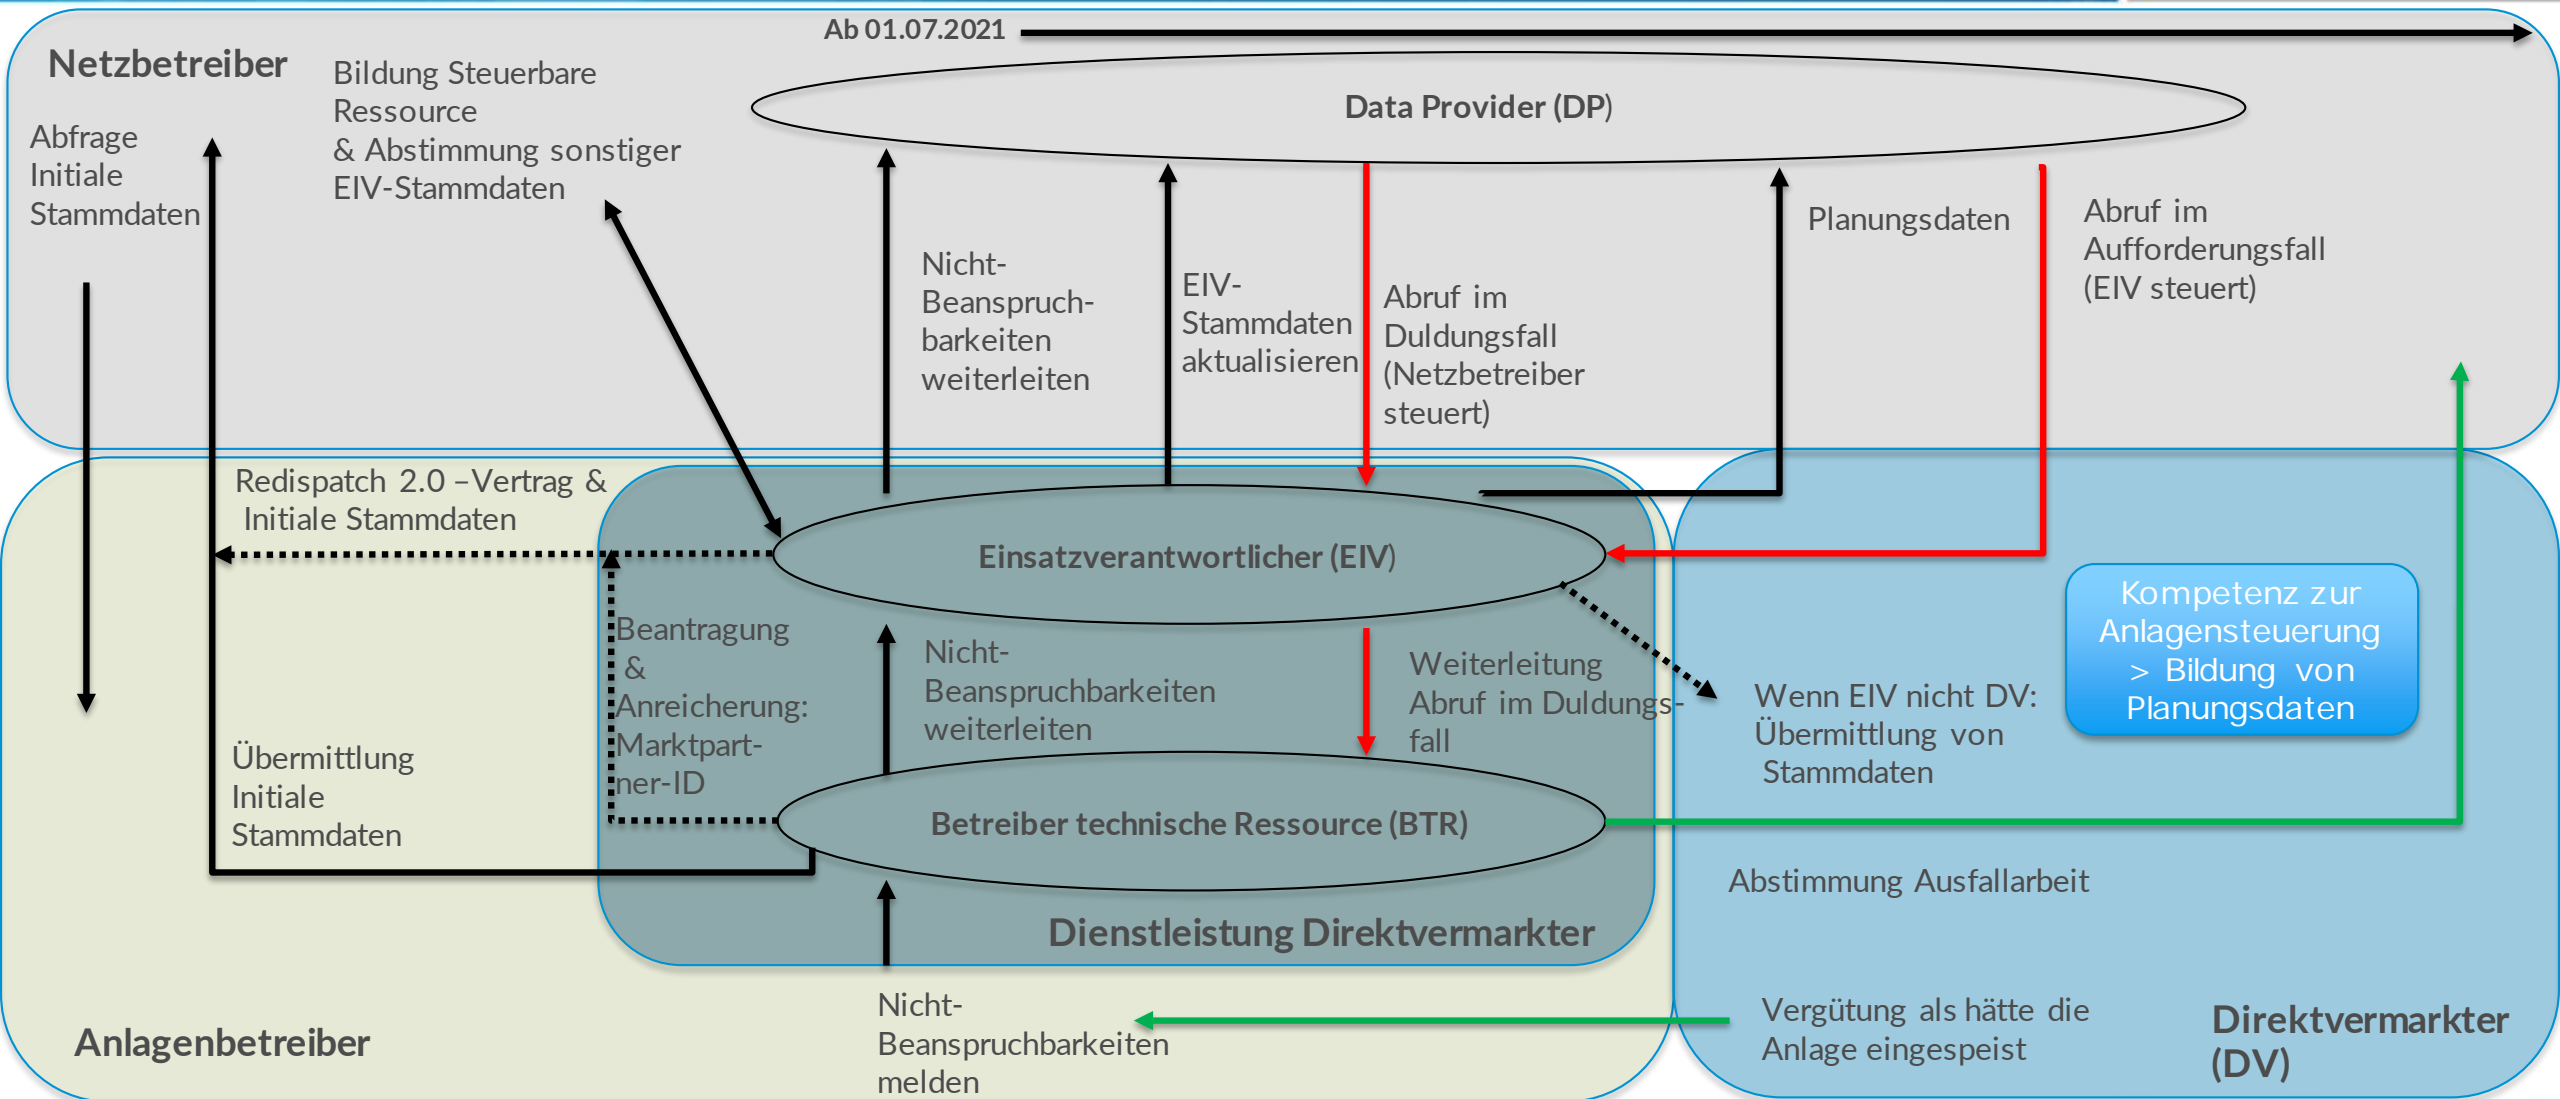 Ab 01.07.2021
Netzbetreiber
Bildung Steuerbare
Ressource
& Abstimmung sonstiger
EIV-Stammdaten
Data Provider (DP)
Abfrage
Initiale
Stammdaten
Nicht-
Beanspruch-
barkeiten
weiterleiten
EIV-
Stammdaten
aktualisieren
Abruf im
Duldungsfall
(Netzbetreiber
steuert)
Planungsdaten
Abruf im
Aufforderungsfall
(EIV steuert)
Redispatch 2.0 –Vertrag &
Initiale Stammdaten
Einsatzverantwortlicher (EIV)
Kompetenz zur
Anlagensteuerung
> Bildung von
Planungsdaten
Beantragung
&
Anreicherung:
Marktpart-
ner-ID
Nicht-
Beanspruchbarkeiten
weiterleiten
Weiterleitung
Abruf im Duldungs-
fall
Wenn EIV nicht DV:
Übermittlung von
Stammdaten
Übermittlung
Initiale
Stammdaten
Betreiber technische Ressource (BTR)
Abstimmung Ausfallarbeit
Dienstleistung Direktvermarkter
Nicht-
Beanspruchbarkeiten
melden
Vergütung als hätte die
Anlage eingespeist
Anlagenbetreiber
Direktvermarkter
(DV)